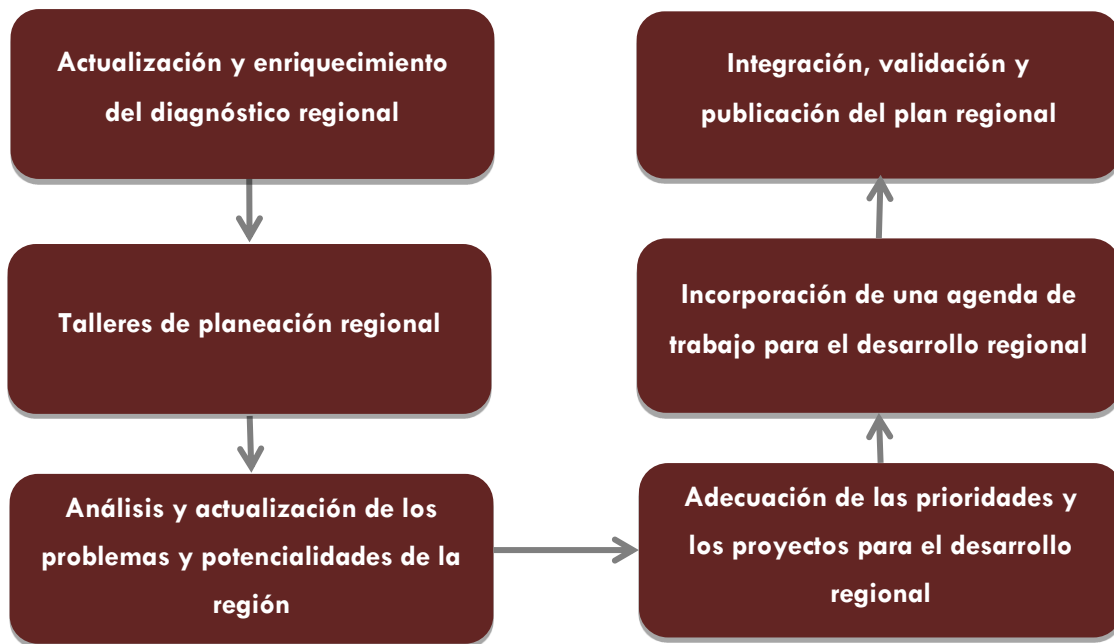 Actualización y enriquecimiento
del diagnóstico regional
Talleres de planeación regional
Análisis y actualización de los
problemas y potencialidades de la
región
Adecuación de las prioridades y
los proyectos para el desarrollo
regional
Incorporación de una agenda de
trabajo para el desarrollo regional
Integración, validación y
publicación del plan regional